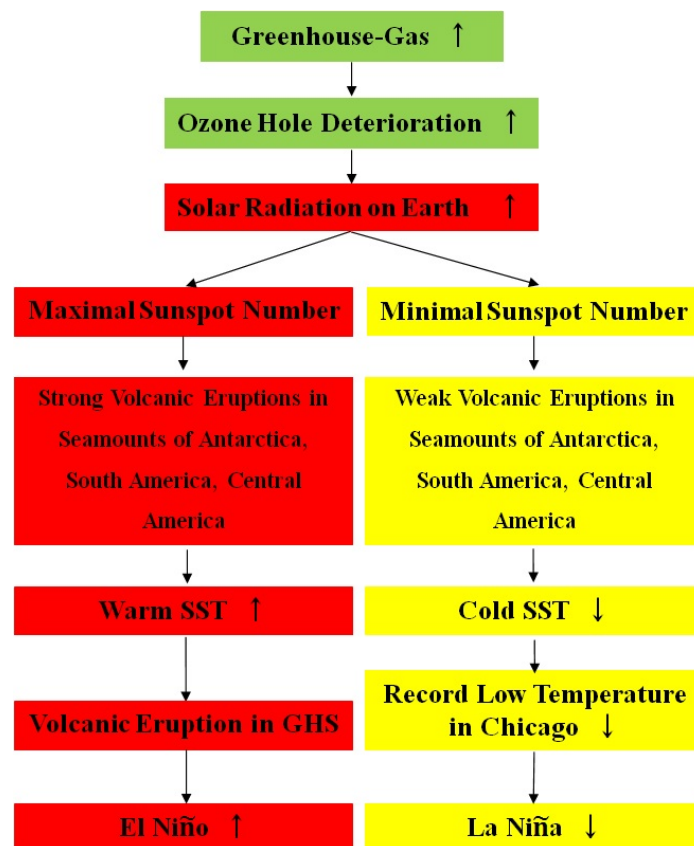 Greenhouse-Gas ↑
Ozone Hole Deterioration ↑
Solar Radiation on Earth ↑
Maximal Sunspot Number
Strong Volcanic Eruptions in
Seamounts of Antarctica,
South America, Central
America
Warm SST ↑
Volcanic Eruption in GHS
El Niño ↑
Minimal Sunspot Number
Weak Volcanic Eruptions in
Seamounts of Antarctica,
South America, Central
America
Cold SST ↓
Record Low Temperature
in Chicago ↓
La Niña ↓